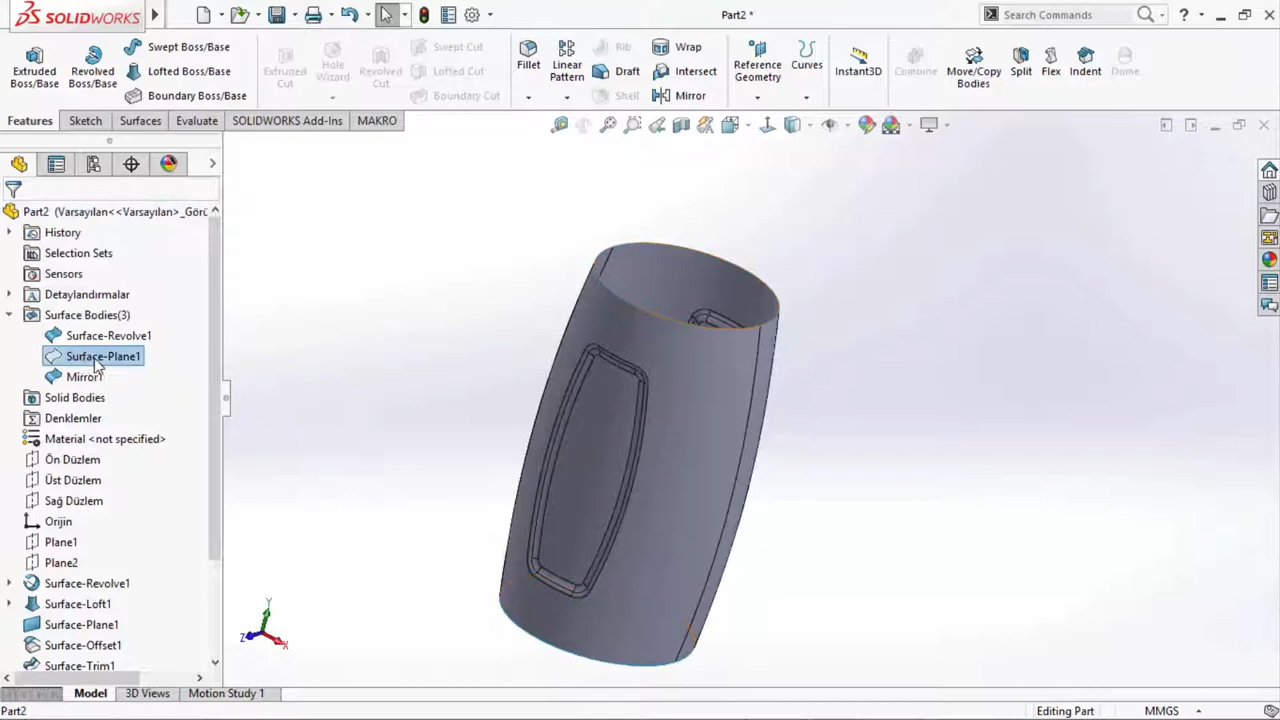 SOLIDWORKS
Part2 *
Search Commands
Extruded Boss/Base
Revolved Boss/Base
Swept Boss/Base
Lofted Boss/Base
Boundary Boss/Base
Extruded Cut
Hole Wizard
Revolved Cut
Swept Cut
Lofted Cut
Boundary Cut
Fillet
Linear Pattern
Rib
Draft
Shell
Wrap
Intersect
Mirror
Reference Geometry
Curves
Instant3D
Combine
Move/Copy Bodies
Split
Flex
Indent
Dome
Features
Sketch
Surfaces
Evaluate
SOLIDWORKS Add-Ins
MAKRO
Part2 (Varsayılan<<Varsayılan>_Görü
History
Selection Sets
Sensors
Detaylandırmalar
Surface Bodies(3)
Surface-Revolve1
Surface-Plane1
Mirror1
Solid Bodies
Denklemler
Material <not specified>
Ön Düzlem
Üst Düzlem
Sağ Düzlem
Orijin
Plane1
Plane2
Surface-Revolve1
Surface-Loft1
Surface-Plane1
Surface-Offset1
Surface-Trim1
Y
Z
X
Model
3D Views
Motion Study 1
Part2
Editing Part
MMGS